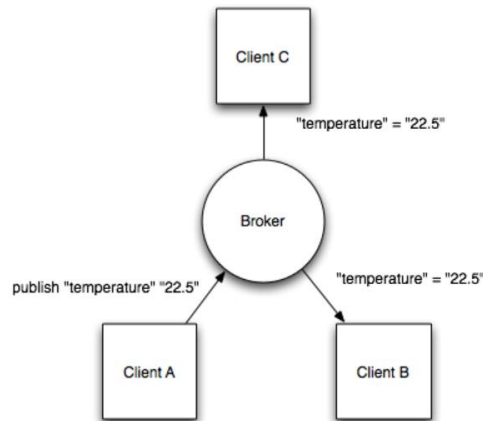 Client C
"temperature" = "22.5"
Broker
publish "temperature" "22.5"
"temperature" = "22.5"
Client A
Client B